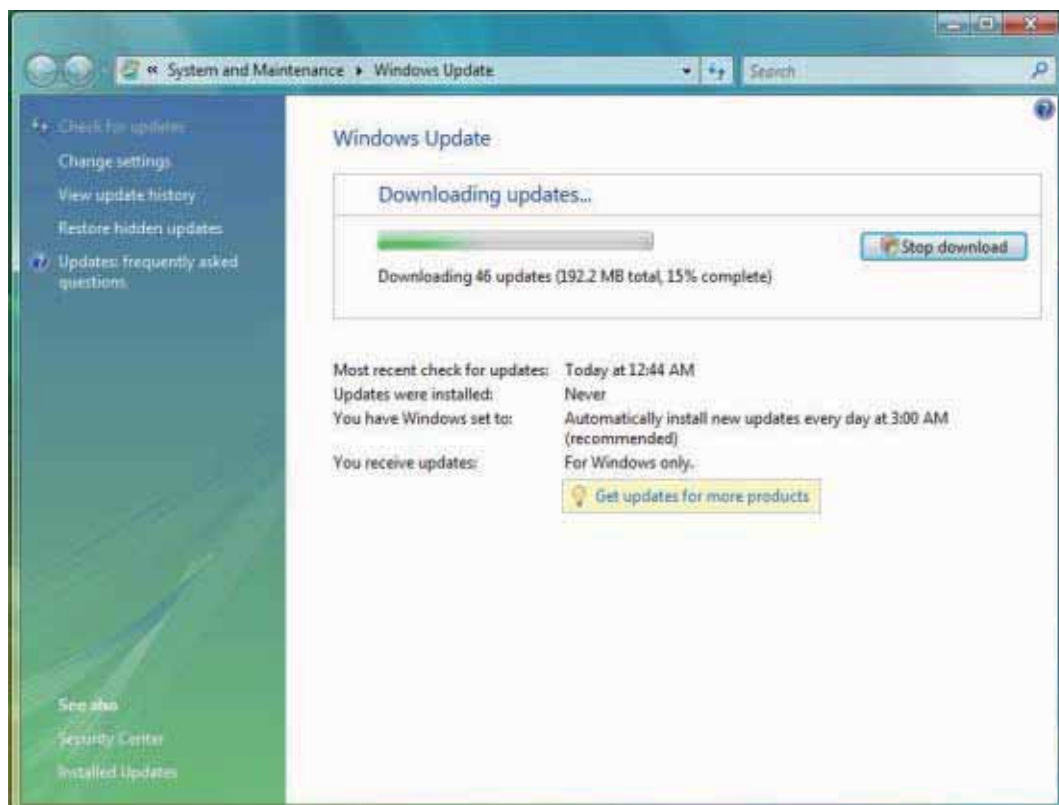 « System and Maintenance ▸ Windows Update
Search
Check for updates
Change settings
View update history
Restore hidden updates
Updates: frequently asked
questions
Windows Update
Downloading updates...
Stop download
Downloading 46 updates (192.2 MB total, 15% complete)
Most recent check for updates: Today at 12:44 AM
Updates were installed: Never
You have Windows set to: Automatically install new updates every day at 3:00 AM
(recommended)
You receive updates: For Windows only.
Get updates for more products
See also
Security Center
Installed Updates